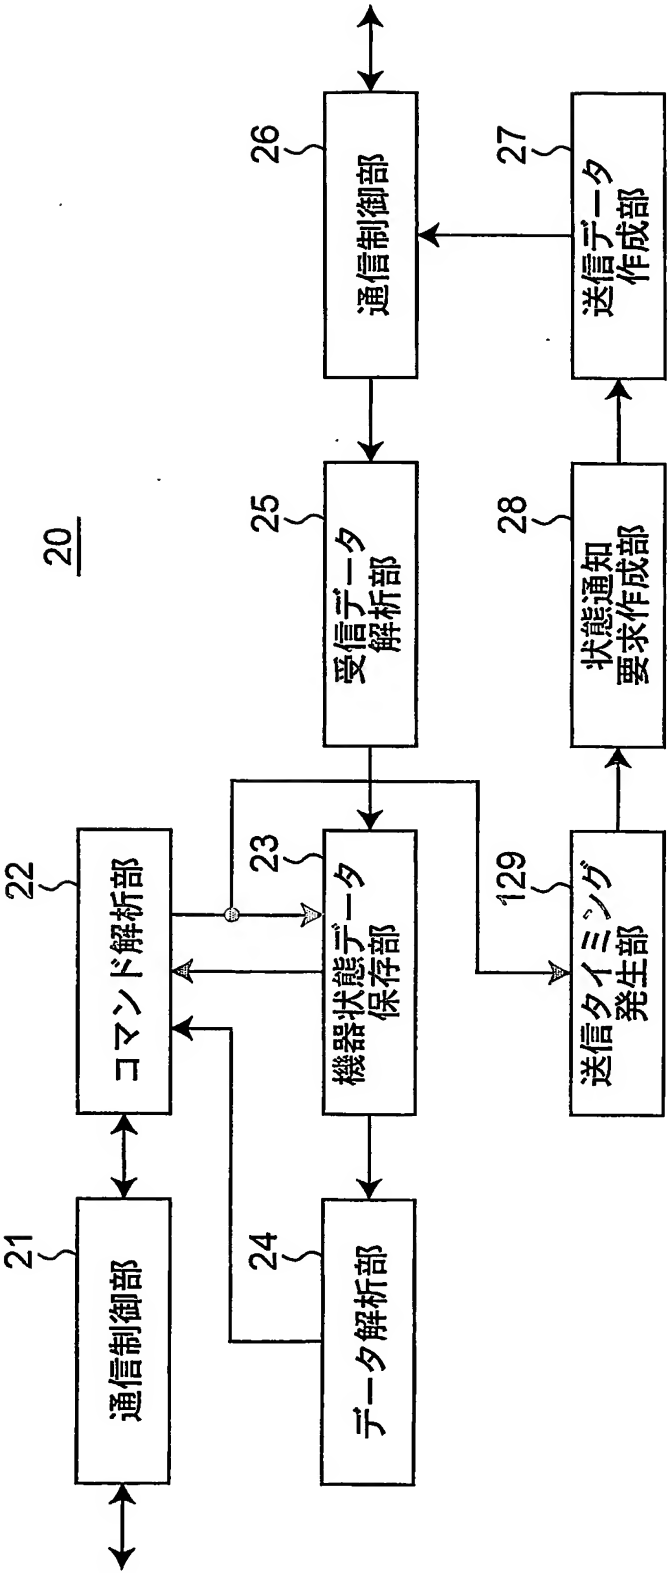 20
21
通信制御部
22
コマンド解析部
24
データ解析部
23
機器状態データ
保存部
25
受信データ
解析部
26
通信制御部
129
送信タイミング
発生部
28
状態通知
要求作成部
27
送信データ
作成部